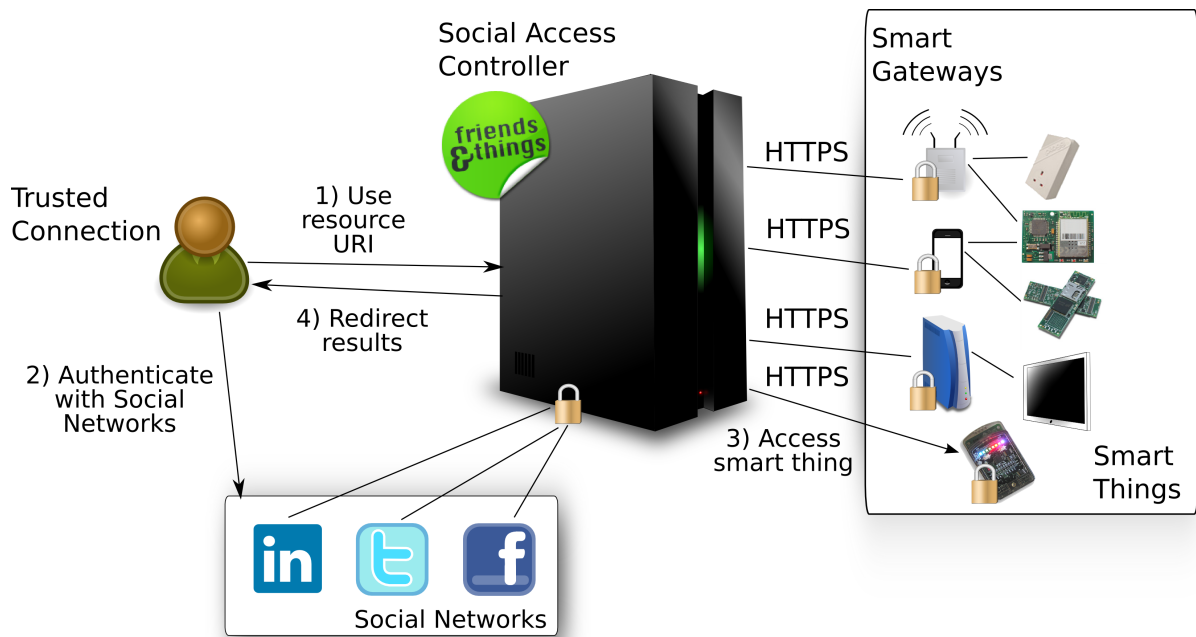 Social Access
Controller
friends
&things
Smart
Gateways
Trusted
Connection
1) Use
resource
URI
4) Redirect
results
2) Authenticate
with Social
Networks
HTTPS
HTTPS
HTTPS
HTTPS
3) Access
smart thing
Smart
Things
in
t
f
Social Networks